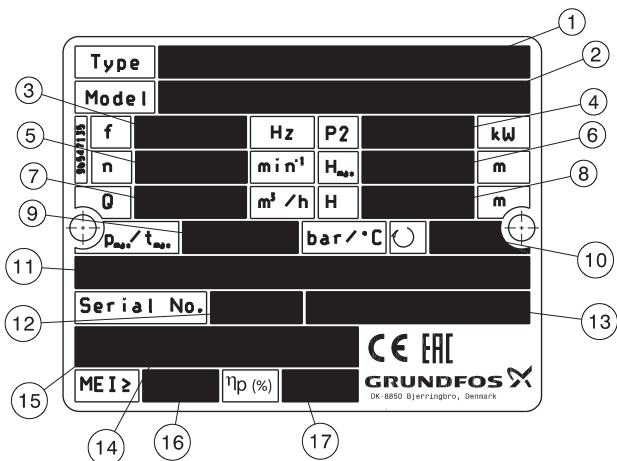 1
Type
2
Model
3
4
f Hz P2 kW
96547135
5
6
n min⁻¹ Hmax. m
7
8
Q m³/h H m
9
pmax./tmax. bar/°C
10
11
Serial No.
12
13
CE EAC
GRUNDFOS
DK-8850 Bjerringbro, Denmark
MEI ≥ ηp (%)
15
14
16
17